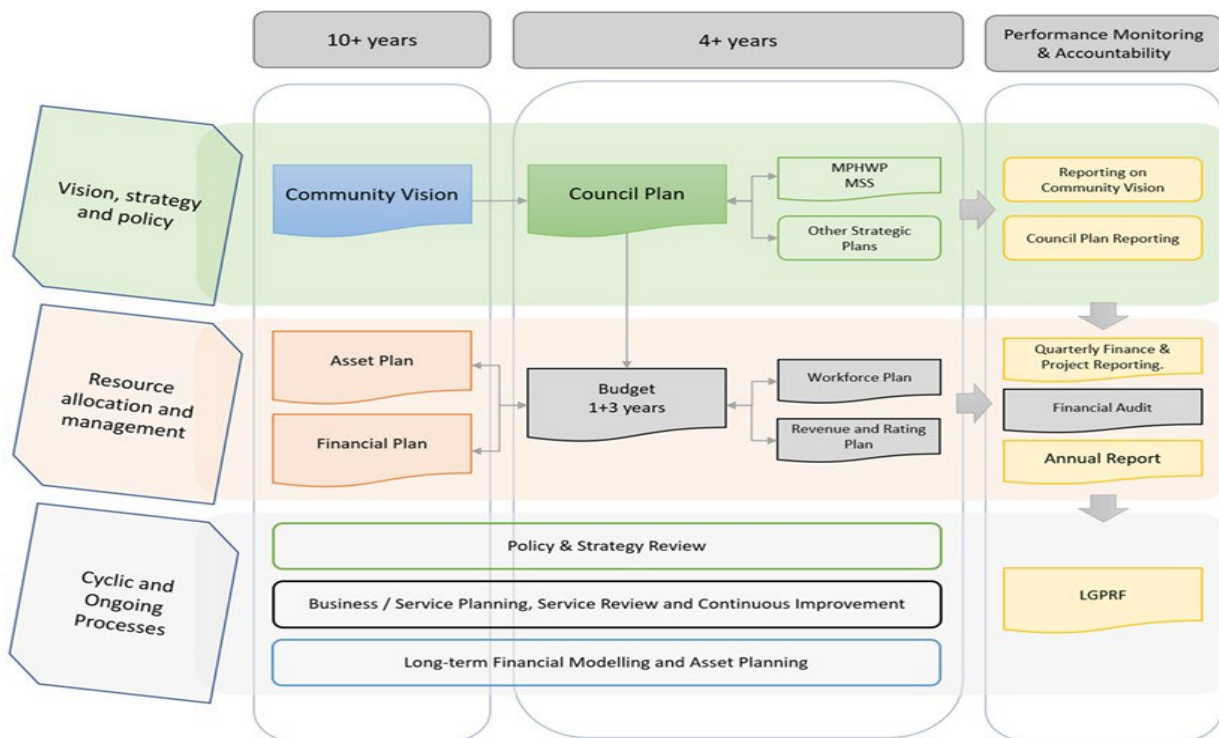 10+ years
4+ years
Performance Monitoring
& Accountability
Vision, strategy
and policy
Community Vision
Council Plan
MPHWP
MSS
Other Strategic
Plans
Reporting on
Community Vision
Council Plan Reporting
Resource
allocation and
management
Asset Plan
Financial Plan
Budget
1+3 years
Workforce Plan
Revenue and Rating
Plan
Quarterly Finance &
Project Reporting.
Financial Audit
Annual Report
Cyclic and
Ongoing
Processes
Policy & Strategy Review
Business / Service Planning, Service Review and Continuous Improvement
Long-term Financial Modelling and Asset Planning
LGPRF